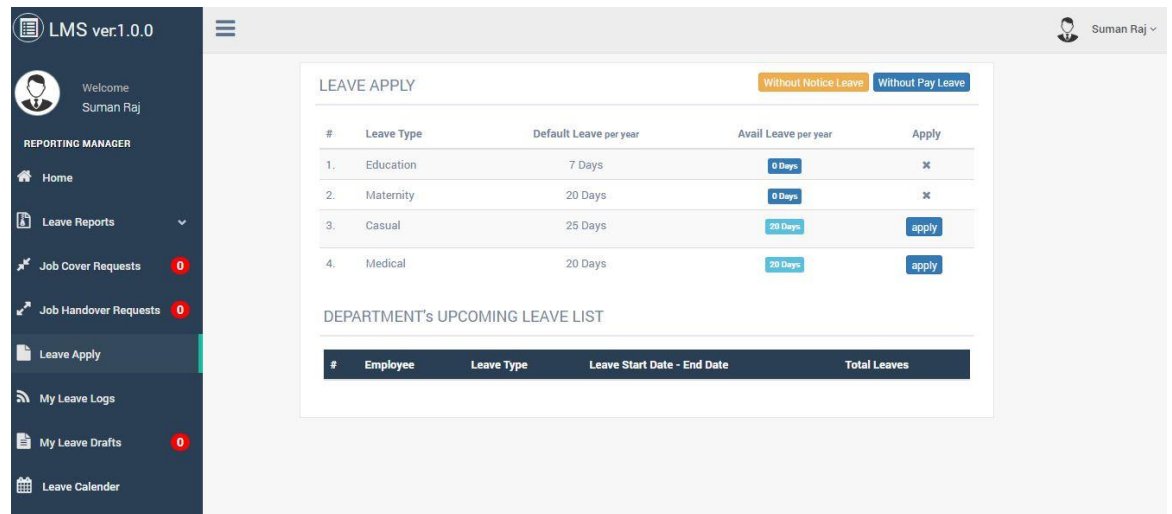 LMS ver:1.0.0
Suman Raj
Welcome
Suman Raj
REPORTING MANAGER
Home
Leave Reports
Job Cover Requests 0
Job Handover Requests 0
Leave Apply
My Leave Logs
My Leave Drafts 0
Leave Calender
LEAVE APPLY Without Notice Leave Without Pay Leave
# Leave Type Default Leave per year Avail Leave per year Apply
1. Education 7 Days 0 Days ✖
2. Maternity 20 Days 0 Days ✖
3. Casual 25 Days 20 Days apply
4. Medical 20 Days 20 Days apply
DEPARTMENT's UPCOMING LEAVE LIST
# Employee Leave Type Leave Start Date - End Date Total Leaves